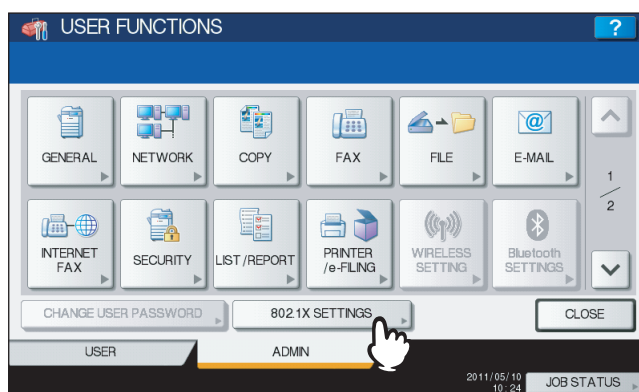 USER FUNCTIONS
?
GENERAL
NETWORK
COPY
FAX
FILE
E-MAIL
1
2
INTERNET
FAX
SECURITY
LIST/REPORT
PRINTER
/e-FILING
WIRELESS
SETTING
Bluetooth
SETTINGS
CHANGE USER PASSWORD
802.1X SETTINGS
CLOSE
USER
ADMIN
2011/05/10
10:24
JOB STATUS